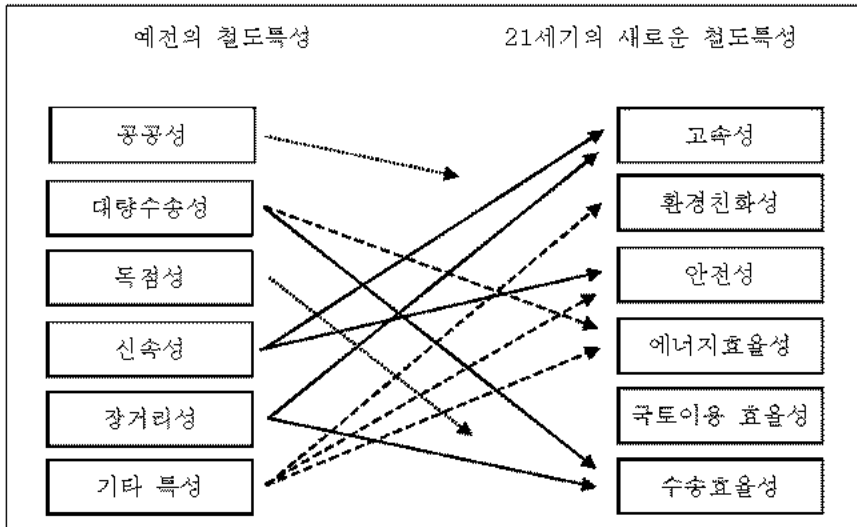 예전의 철도특성
21세기의 새로운 철도특성
공공성
대량수송성
독점성
신속성
장거리성
기타 특성
고속성
환경친화성
안전성
에너지효율성
국토이용 효율성
수송효율성